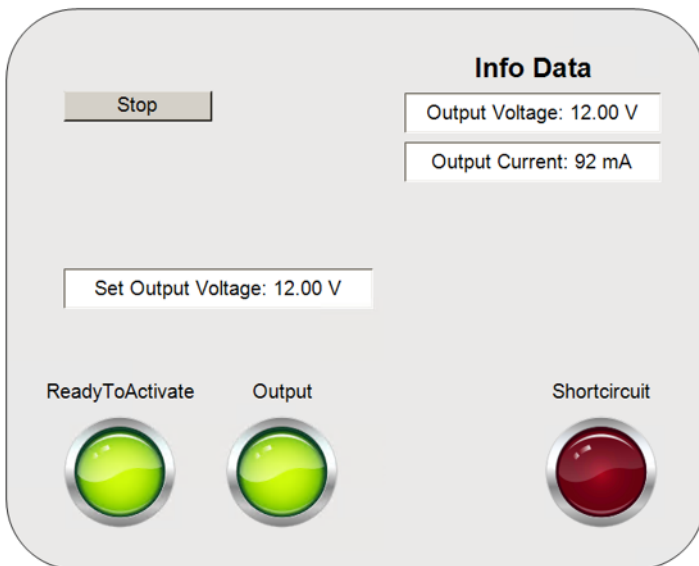 Info Data
Stop
Output Voltage: 12.00 V
Output Current: 92 mA
Set Output Voltage: 12.00 V
ReadyToActivate
Output
Shortcircuit